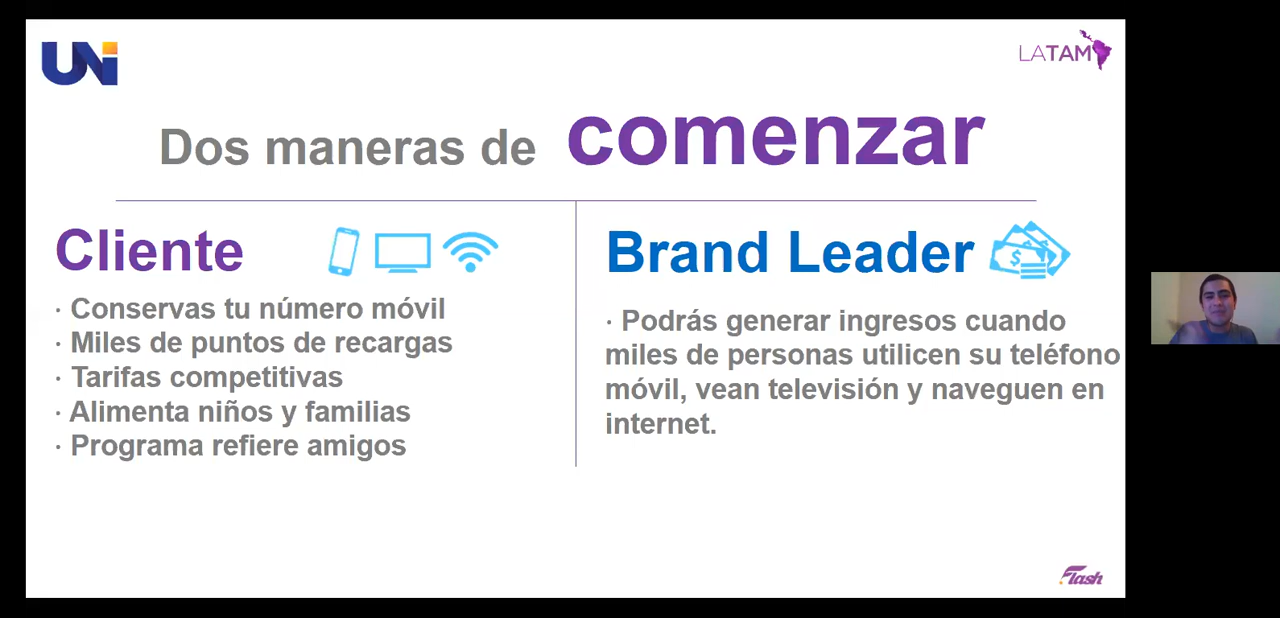 UNi
LATAM
Dos maneras de comenzar
Cliente
· Conservas tu número móvil
· Miles de puntos de recargas
· Tarifas competitivas
· Alimenta niños y familias
· Programa refiere amigos
Brand Leader
$
· Podrás generar ingresos cuando
miles de personas utilicen su teléfono
móvil, vean televisión y naveguen en
internet.
Flash